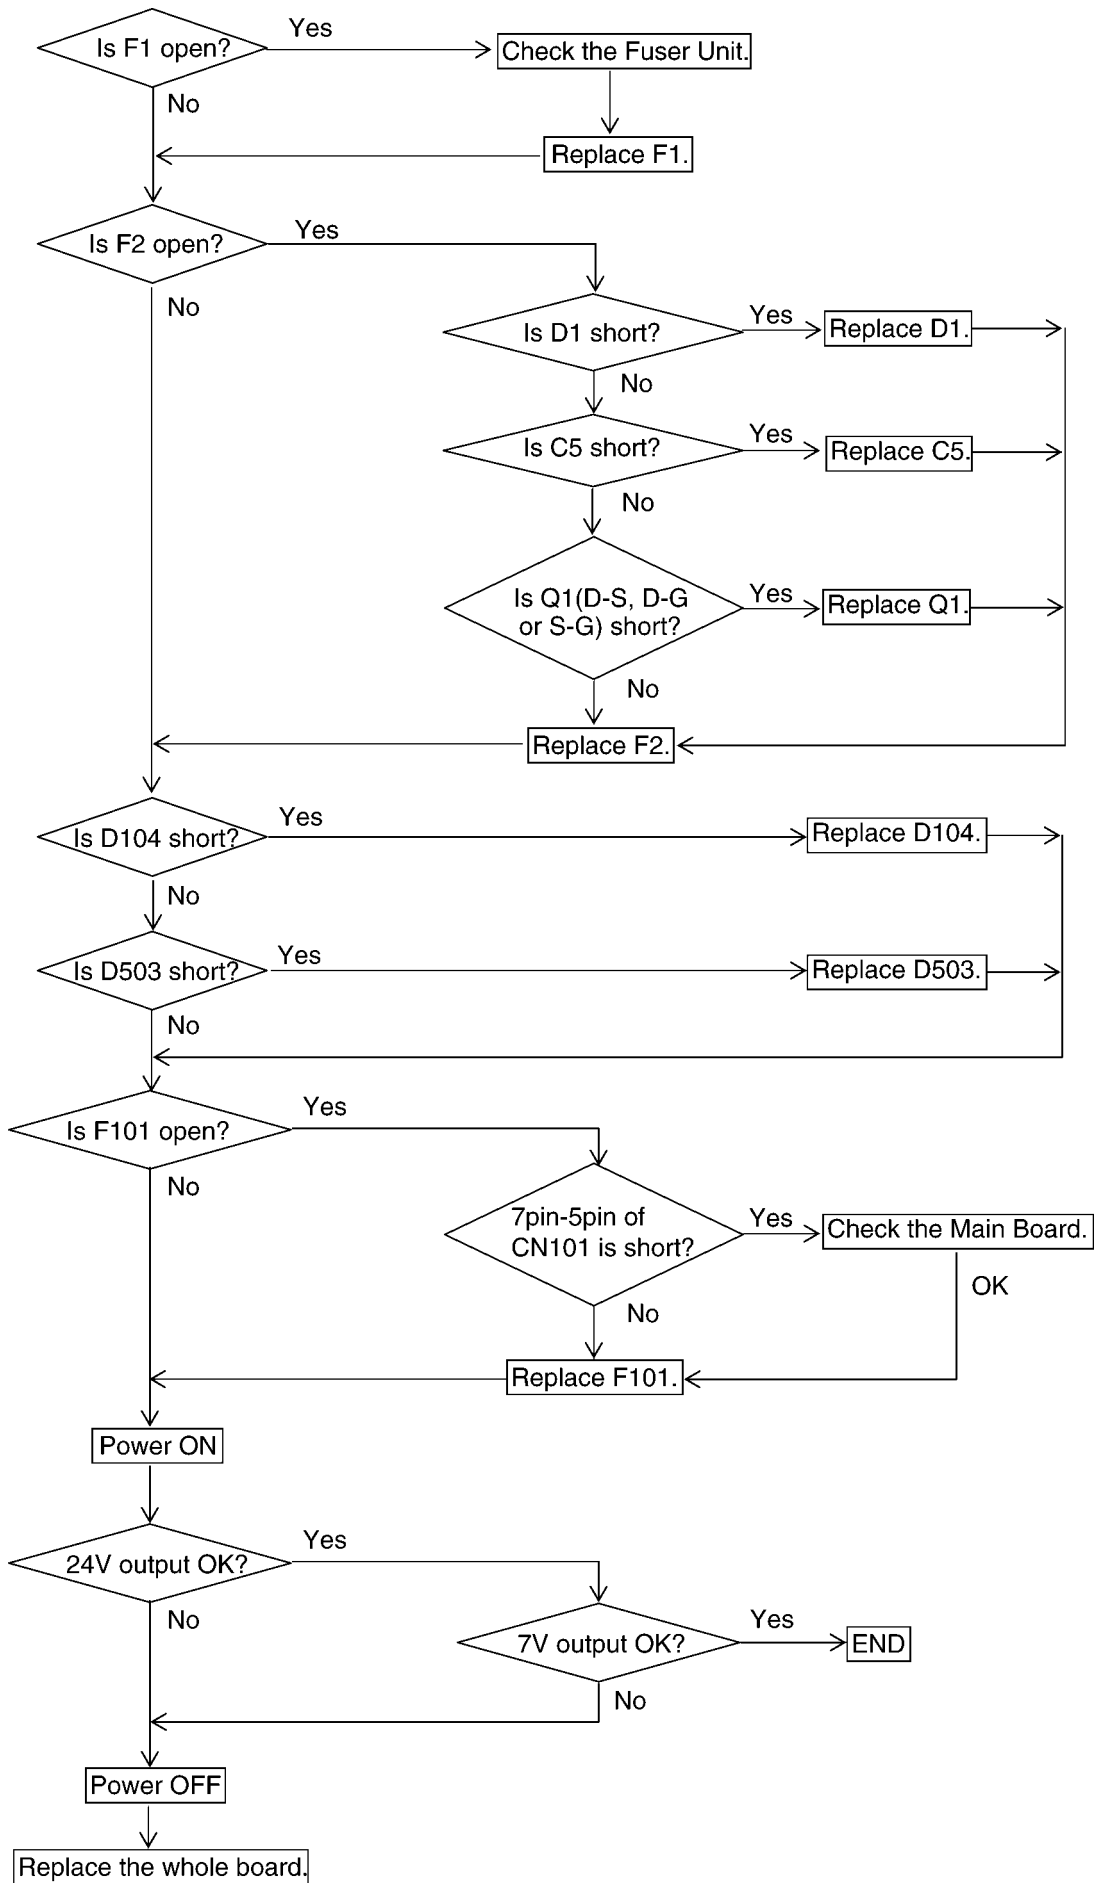 Is F1 open?
Yes
Check the Fuser Unit.
No
Replace F1.
Is F2 open?
Yes
No
Is D1 short?
Yes
Replace D1.
No
Is C5 short?
Yes
Replace C5.
No
Is Q1(D-S, D-G
or S-G) short?
Yes
Replace Q1.
No
Replace F2.
Is D104 short?
Yes
Replace D104.
No
Is D503 short?
Yes
Replace D503.
No
Is F101 open?
Yes
No
7pin-5pin of
CN101 is short?
Yes
Check the Main Board.
OK
No
Replace F101.
Power ON
24V output OK?
Yes
No
7V output OK?
Yes
END
No
Power OFF
Replace the whole board.